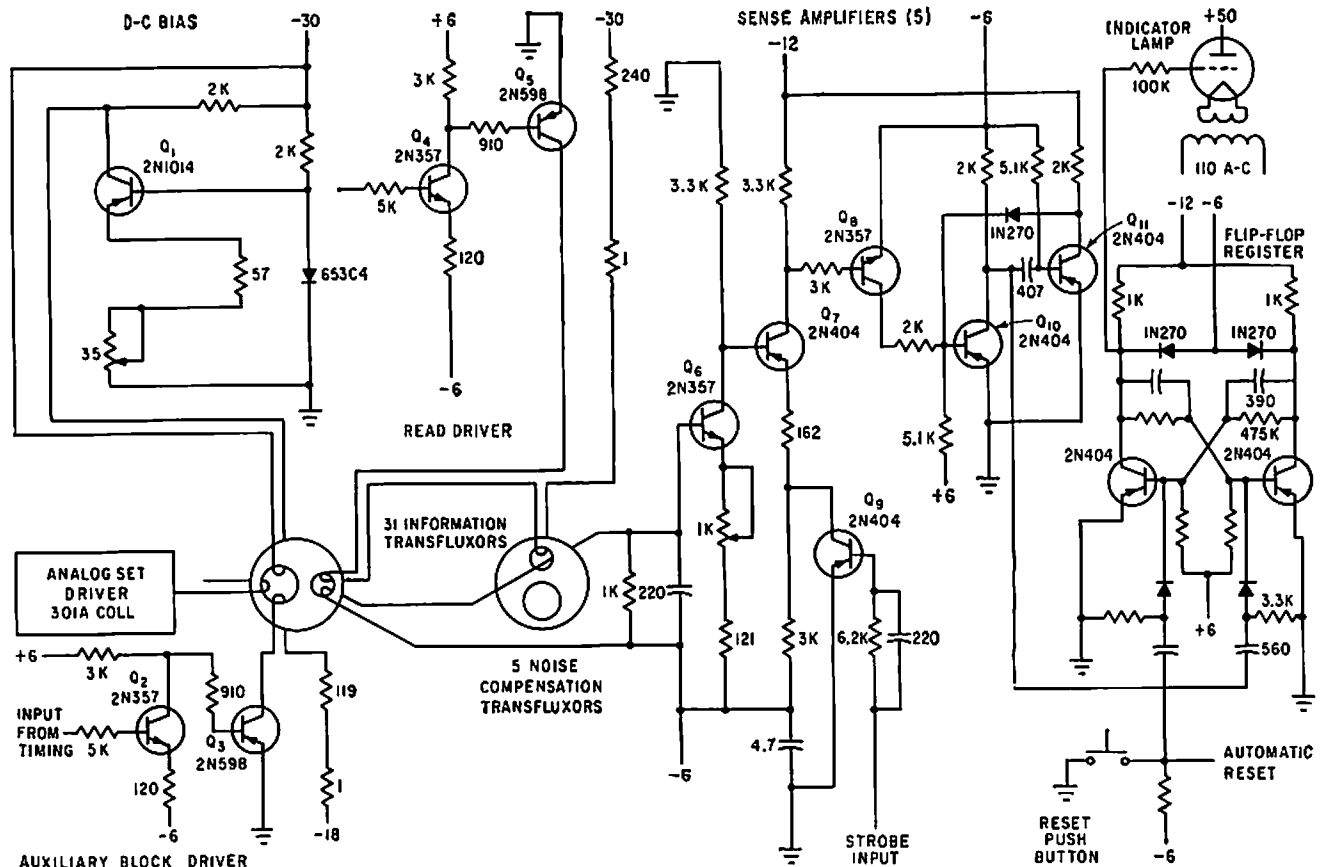 D-C BIAS
-30
2K
2K
Q1
2N1014
57
653C4
35
+6
3K
Q5
2N598
Q4
2N357
910
5K
120
-6
READ DRIVER
-30
240
1
SENSE AMPLIFIERS (5)
-12
-6
3.3K
3.3K
2K
5.1K
2K
Q8
2N357
1N270
Q11
2N404
3K
407
Q7
2N404
2K
Q10
2N404
Q6
2N357
162
5.1K
+6
Q9
2N404
1K
121
3K
6.2K
220
4.7
-6
STROBE
INPUT
INDICATOR
LAMP
+50
100K
110 A-C
-12 -6
FLIP-FLOP
REGISTER
1K
1K
1N270
1N270
390
475K
2N404
2N404
+6
3.3K
560
AUTOMATIC
RESET
RESET
PUSH
BUTTON
-6
31 INFORMATION
TRANSFLUXORS
1K
220
5 NOISE
COMPENSATION
TRANSFLUXORS
ANALOG SET
DRIVER
301A COLL
+6
3K
Q2
2N357
910
INPUT
FROM
TIMING
5K
Q3
2N598
119
120
1
-6
-18
AUXILIARY BLOCK DRIVER